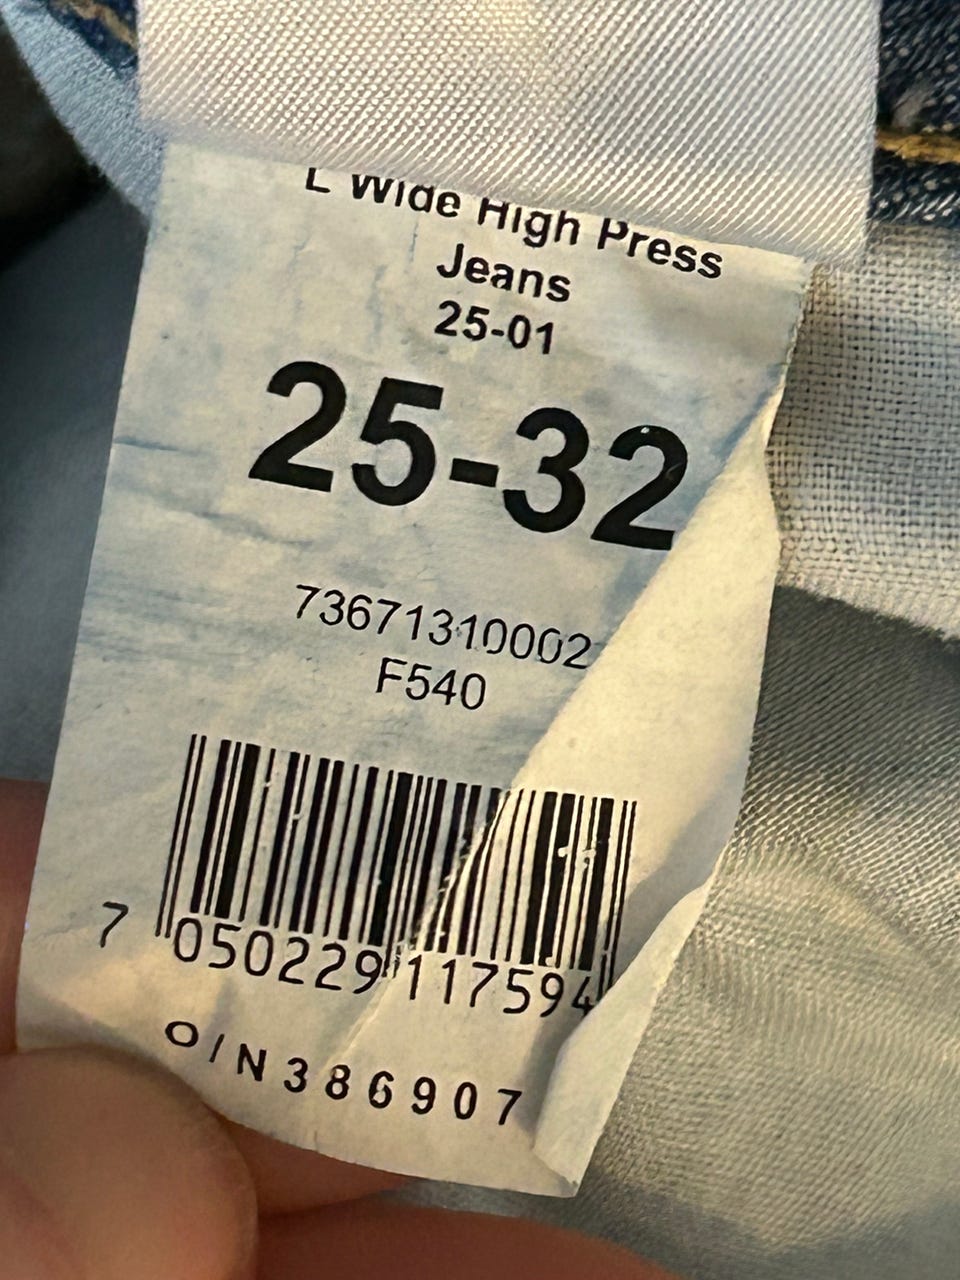 L Wide High Press
Jeans
25-01
25-32
73671310002
F540
7 050229 117594
O/N386907